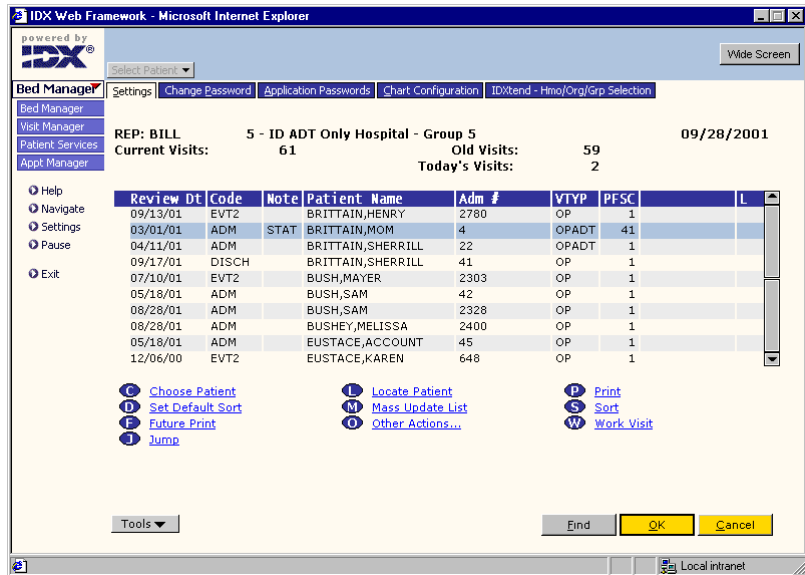 IDX Web Framework - Microsoft Internet Explorer
powered by
IDX®
Wide Screen
Select Patient
Bed Manager
Settings Change Password Application Passwords Chart Configuration IDXtend - Hmo/Org/Grp Selection
Bed Manager
Visit Manager
Patient Services
Appt Manager
Help
Navigate
Settings
Pause
Exit
REP: BILL 5 - ID ADT Only Hospital - Group 5 09/28/2001
Current Visits: 61 Old Visits: 59
Today's Visits: 2
Review Dt Code Note Patient Name Adm # VTYP PFSC L
09/13/01 EVT2 BRITTAIN,HENRY 2780 OP 1
03/01/01 ADM STAT BRITTAIN,MOM 4 OPADT 41
04/11/01 ADM BRITTAIN,SHERRILL 22 OPADT 1
09/17/01 DISCH BRITTAIN,SHERRILL 41 OP 1
07/10/01 EVT2 BUSH,MAYER 2303 OP 1
05/18/01 ADM BUSH,SAM 42 OP 1
08/28/01 ADM BUSH,SAM 2328 OP 1
08/28/01 ADM BUSHEY,MELISSA 2400 OP 1
05/18/01 ADM EUSTACE,ACCOUNT 45 OP 1
12/06/00 EVT2 EUSTACE,KAREN 648 OP 1
C Choose Patient L Locate Patient P Print
D Set Default Sort M Mass Update List S Sort
F Future Print O Other Actions... W Work Visit
J Jump
Tools Find OK Cancel
Local intranet